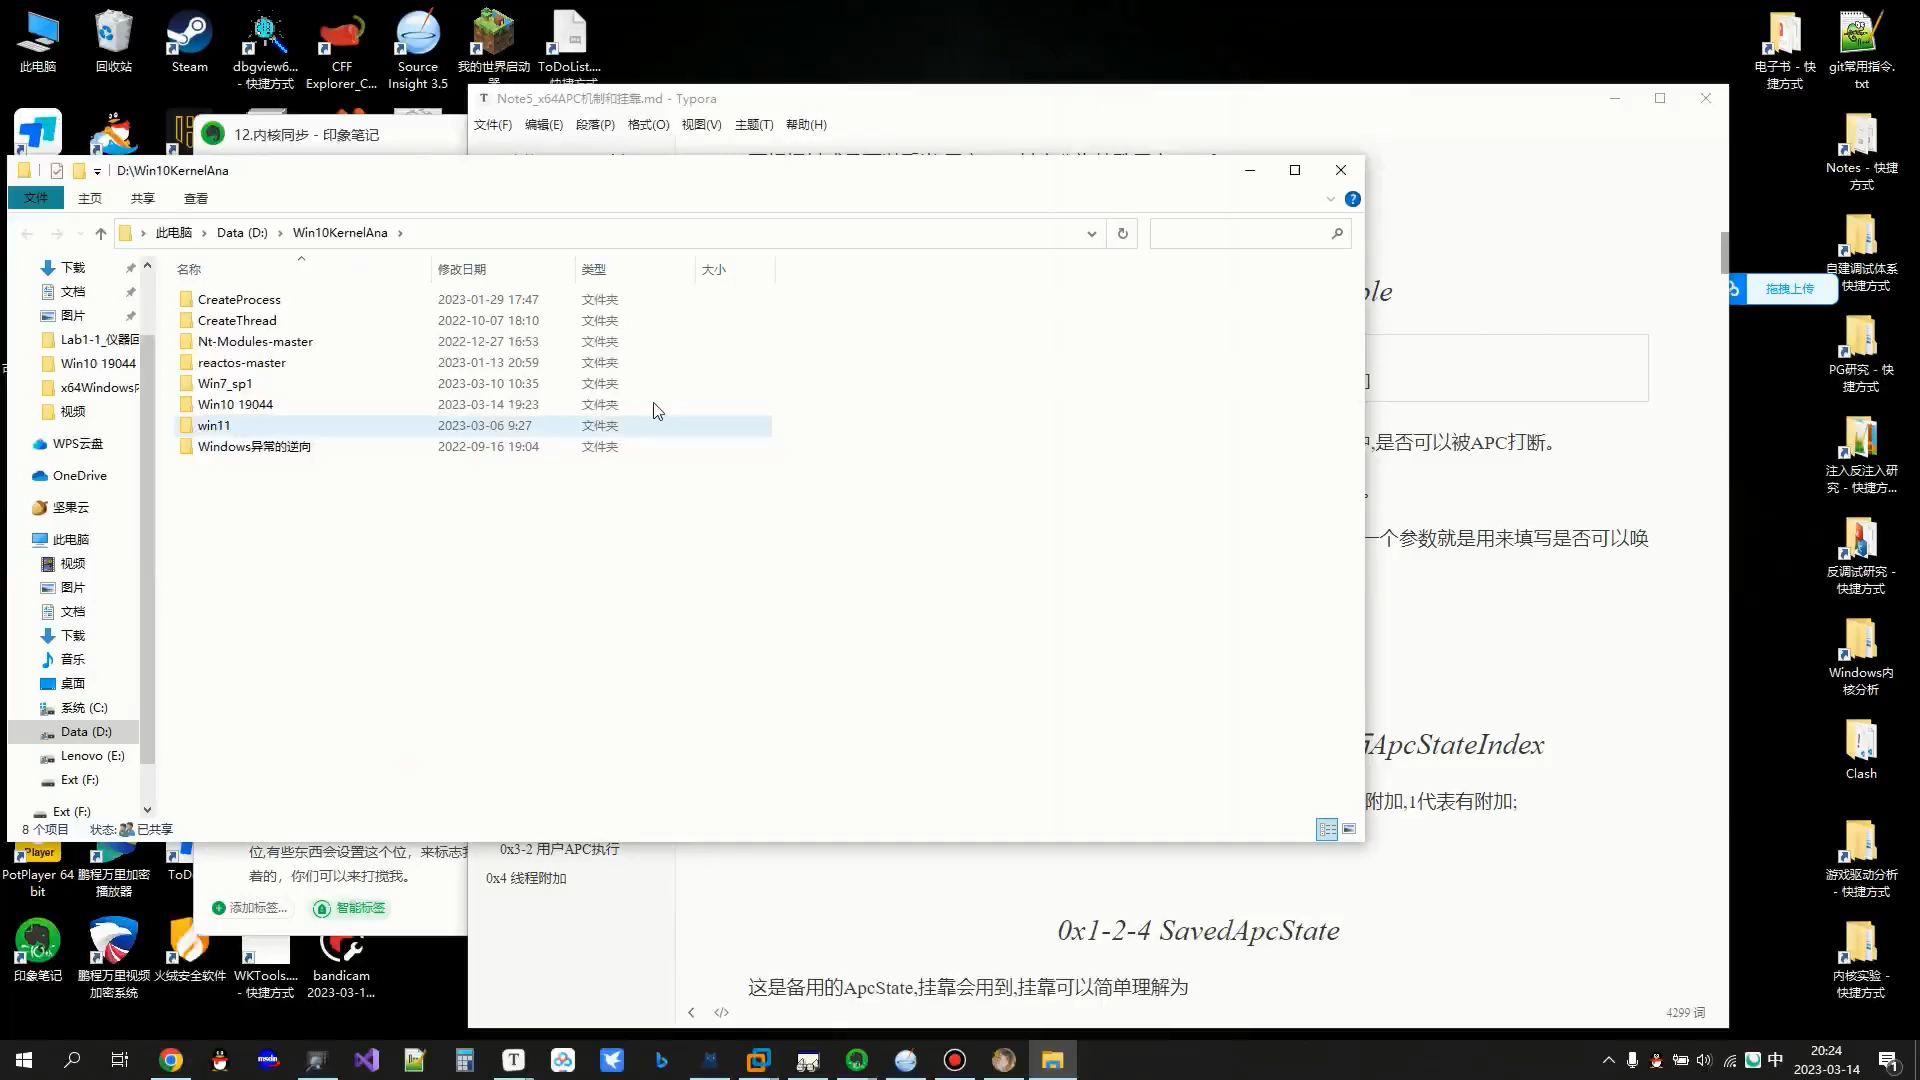 此电脑
回收站
Steam
dbgview6...
- 快捷方式
CFF
Explorer_C...
Source
Insight 3.5
我的世界启动
ToDoList....
电子书 - 快
捷方式
git常用指令.
txt
Note5_x64APC机制和挂靠.md - Typora
文件(F) 编辑(E) 段落(P) 格式(O) 视图(V) 主题(T) 帮助(H)
12.内核同步 - 印象笔记
D:\Win10KernelAna
文件 主页 共享 查看
此电脑 Data (D:) Win10KernelAna
名称 修改日期 类型 大小
CreateProcess 2023-01-29 17:47 文件夹
CreateThread 2022-10-07 18:10 文件夹
Nt-Modules-master 2022-12-27 16:53 文件夹
reactos-master 2023-01-13 20:59 文件夹
Win7_sp1 2023-03-10 10:35 文件夹
Win10 19044 2023-03-14 19:23 文件夹
win11 2023-03-06 9:27 文件夹
Windows异常的逆向 2022-09-16 19:04 文件夹
下载
文档
图片
Lab1-1_仪器回
Win10 19044
x64Windows内
视频
WPS云盘
OneDrive
坚果云
此电脑
视频
图片
文档
下载
音乐
桌面
系统 (C:)
Data (D:)
Lenovo (E:)
Ext (F:)
Ext (F:)
8 个项目 状态: 已共享
ble
,是否可以被APC打断。
一个参数就是用来填写是否可以唤
ApcStateIndex
附加,1代表有附加;
0x1-2-4 SavedApcState
这是备用的ApcState,挂靠会用到,挂靠可以简单理解为
4299 词
0x3-2 用户APC执行
0x4 线程附加
位,有些东西会设置这个位，来标志
着的，你们可以来打搅我。
添加标签... 智能标签
拖拽上传
Notes - 快捷
方式
自建调试体系
快捷方式
PG研究 - 快
捷方式
注入反注入研
究 - 快捷方...
反调试研究 -
快捷方式
Windows内
核分析
Clash
游戏驱动分析
- 快捷方式
内核实验 -
快捷方式
Player
PotPlayer 64
bit
鹏程万里加密
播放器
ToD
印象笔记
鹏程万里视频
加密系统
火绒安全软件
WKTools....
- 快捷方式
bandicam
2023-03-1...
中
20:24
2023-03-14
1